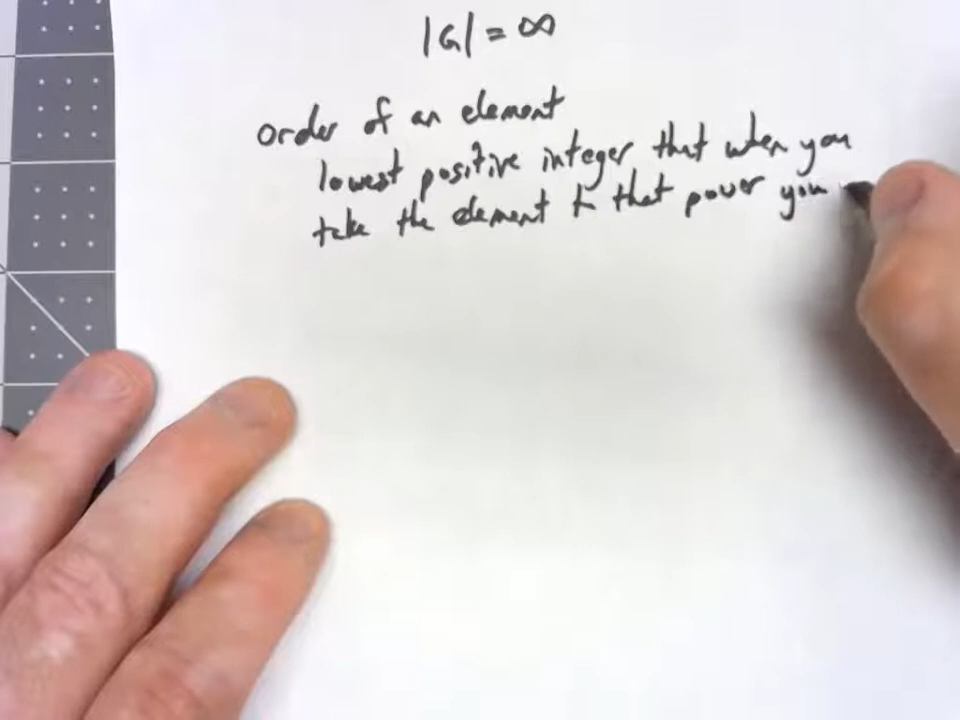 |G| = ∞
order of an element
lowest positive integer that when you
take the element to that power you